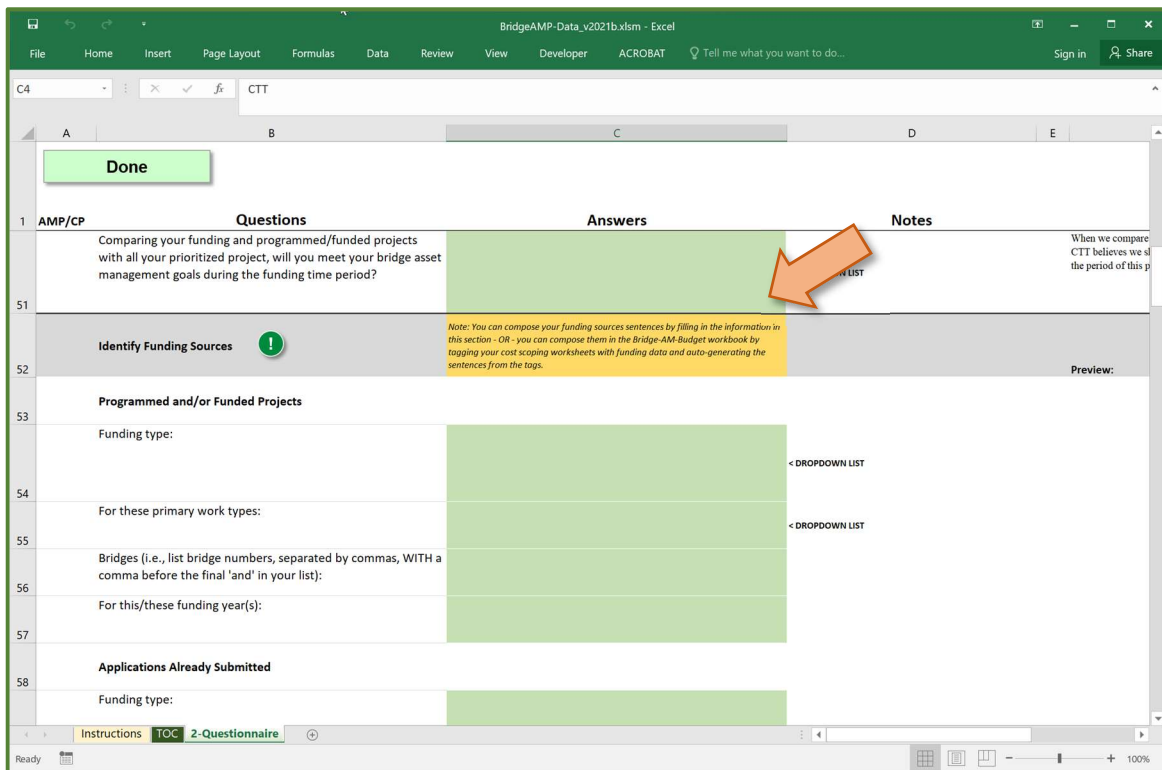 BridgeAMP-Data_v2021b.xlsm - Excel
File Home Insert Page Layout Formulas Data Review View Developer ACROBAT Tell me what you want to do... Sign in Share
C4 fx CTT
A B C D E
Done
1 AMP/CP Questions Answers Notes
Comparing your funding and programmed/funded projects
with all your prioritized project, will you meet your bridge asset
management goals during the funding time period?
N LIST
When we compare
CTT believes we sl
the period of this p
51
Identify Funding Sources !
Note: You can compose your funding sources sentences by filling in the information in
this section - OR - you can compose them in the Bridge-AM-Budget workbook by
tagging your cost scoping worksheets with funding data and auto-generating the
sentences from the tags.
52 Preview:
Programmed and/or Funded Projects
53
Funding type:
< DROPDOWN LIST
54
For these primary work types:
< DROPDOWN LIST
55
Bridges (i.e., list bridge numbers, separated by commas, WITH a
comma before the final 'and' in your list):
56
For this/these funding year(s):
57
Applications Already Submitted
58
Funding type:
Instructions TOC 2-Questionnaire
Ready 100%